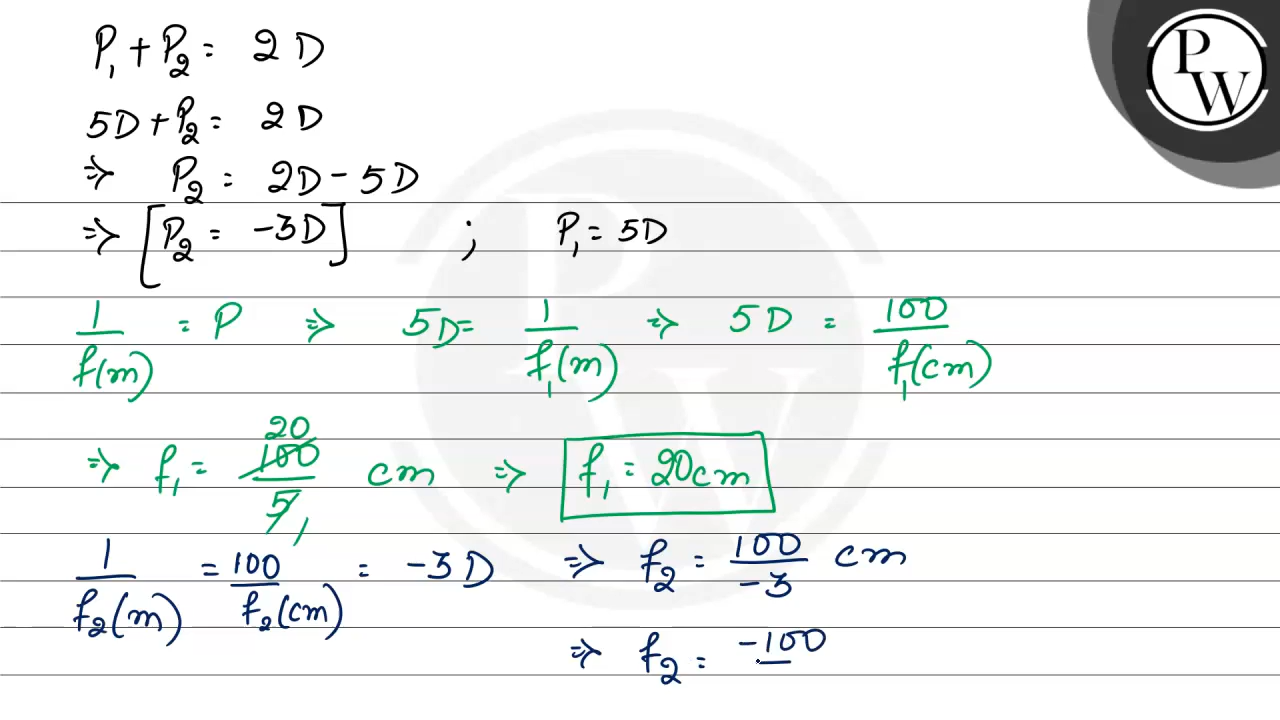 P₁ + P₂ = 2D
5D + P₂ = 2D
⇒ P₂ = 2D - 5D
⇒ [P₂ = -3D] ; P₁ = 5D
1/f(m) = P ⇒ 5D = 1/f₁(m) ⇒ 5D = 100/f₁(cm)
20
⇒ f₁ = 100/5 cm ⇒ f₁ = 20cm
1
1/f₂(m) = 100/f₂(cm) = -3D ⇒ f₂ = 100/-3 cm
⇒ f₂ = -100
PW
PW